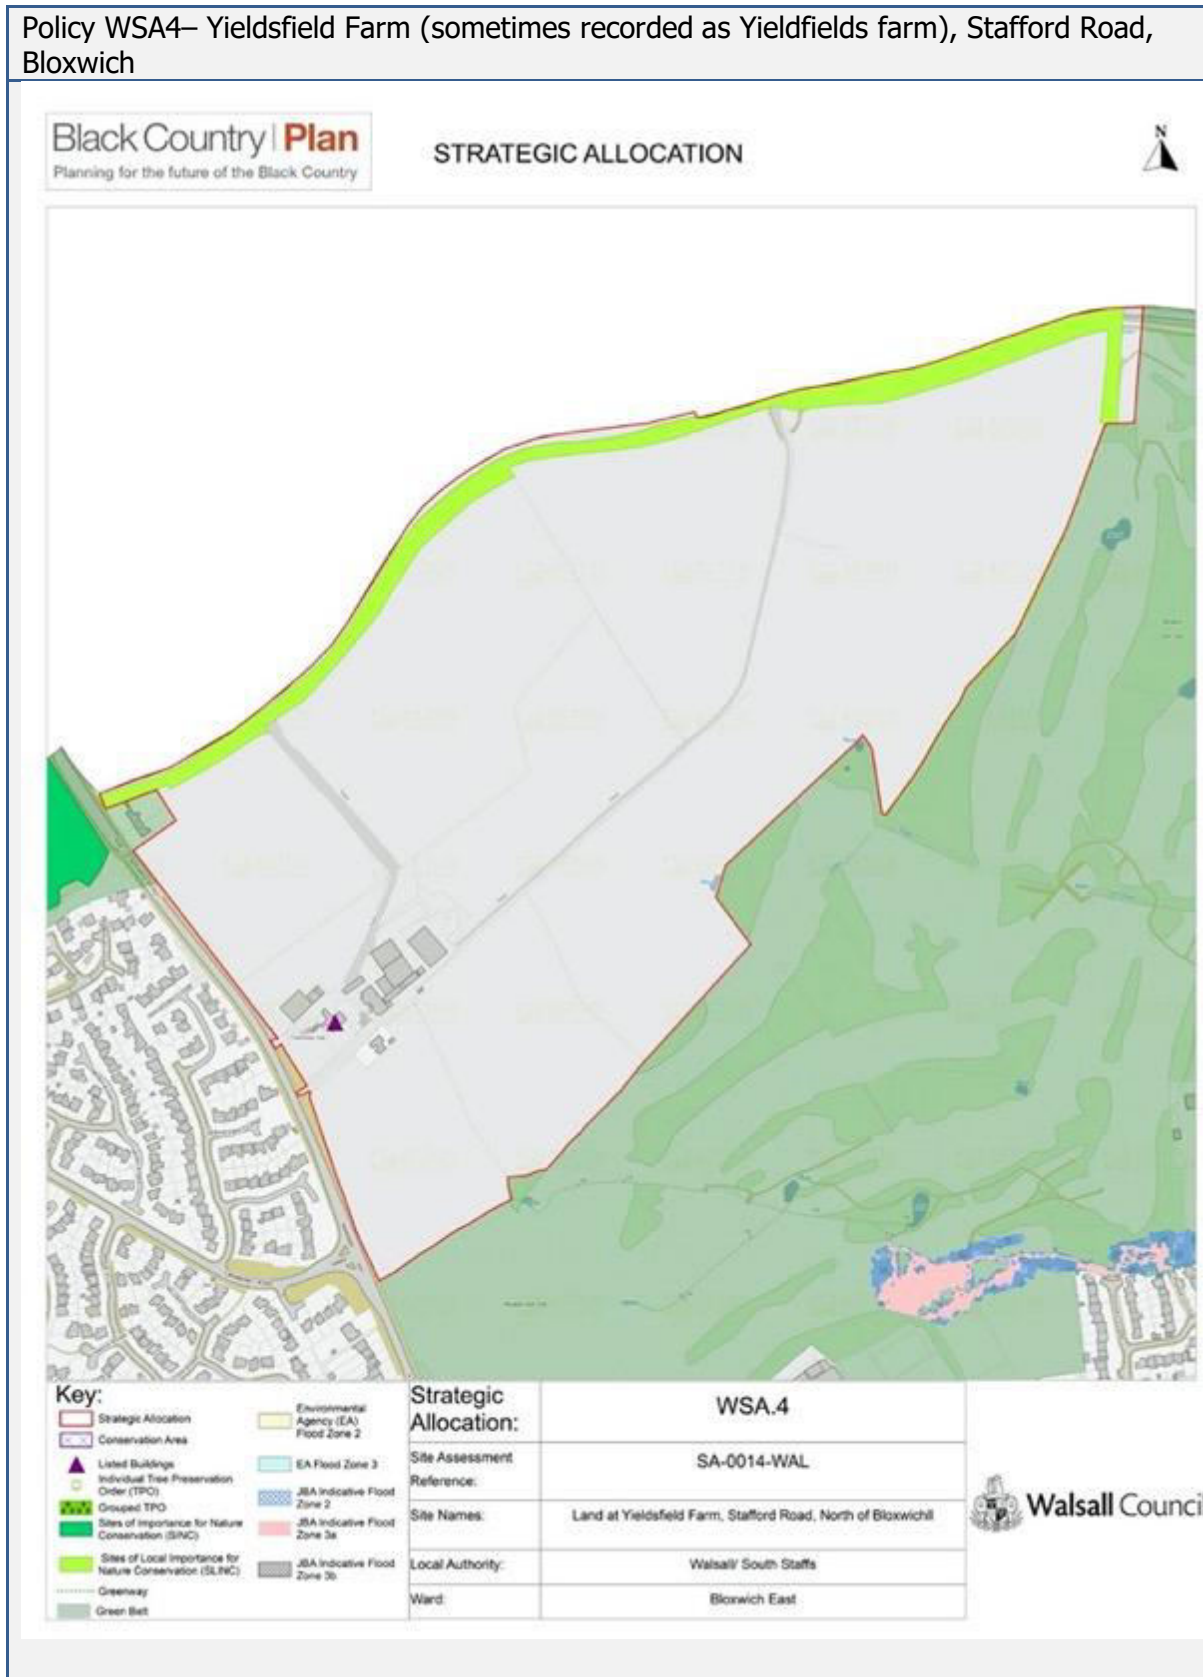 Policy WSA4– Yieldsfield Farm (sometimes recorded as Yieldfields farm), Stafford Road,
Bloxwich
Black Country | Plan
Planning for the future of the Black Country
STRATEGIC ALLOCATION
N
Key:
Strategic Allocation
Conservation Area
Listed Buildings
Individual Tree Preservation
Order (TPO)
Grouped TPO
Sites of Importance for Nature
Conservation (SINC)
Sites of Local Importance for
Nature Conservation (SLINC)
Greenway
Green Belt
Environmental
Agency (EA)
Flood Zone 2
EA Flood Zone 3
JBA Indicative Flood
Zone 2
JBA Indicative Flood
Zone 3a
JBA Indicative Flood
Zone 3b
Strategic
Allocation:
WSA.4
Site Assessment
Reference:
SA-0014-WAL
Site Names:
Land at Yieldsfield Farm, Stafford Road, North of Bloxwichll
Local Authority:
Walsall/ South Staffs
Ward:
Bloxwich East
Walsall Council